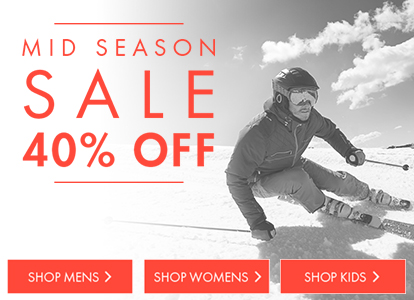 MID SEASON
SALE
40% OFF
SHOP MENS >
SHOP WOMENS >
SHOP KIDS >